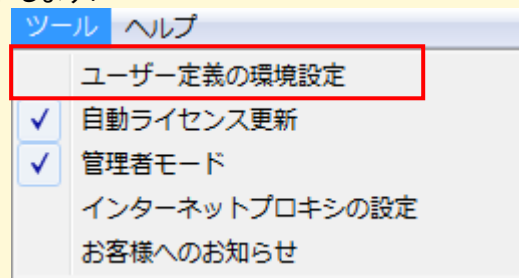 ツール ヘルプ
ユーザー定義の環境設定
自動ライセンス更新
管理者モード
インターネットプロキシの設定
お客様へのお知らせ